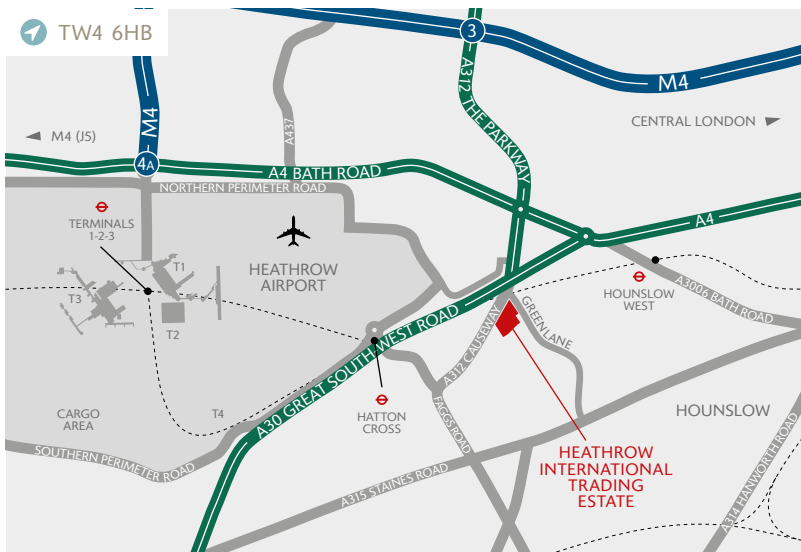 TW4 6HB
3
M4
A312 THE PARKWAY
M4
A437
M4 (J5)
CENTRAL LONDON
4A
A4 BATH ROAD
NORTHERN PERIMETER ROAD
A4
TERMINALS
1-2-3
T1
T3
T2
HEATHROW
AIRPORT
HOUNSLOW
WEST
A3006 BATH ROAD
GREEN LANE
A312 CAUSEWAY
A30 GREAT SOUTH WEST ROAD
HATTON
CROSS
FAGGS ROAD
CARGO
AREA
T4
HOUNSLOW
SOUTHERN PERIMETER ROAD
A315 STAINES ROAD
A314 HANWORTH ROAD
HEATHROW
INTERNATIONAL
TRADING
ESTATE